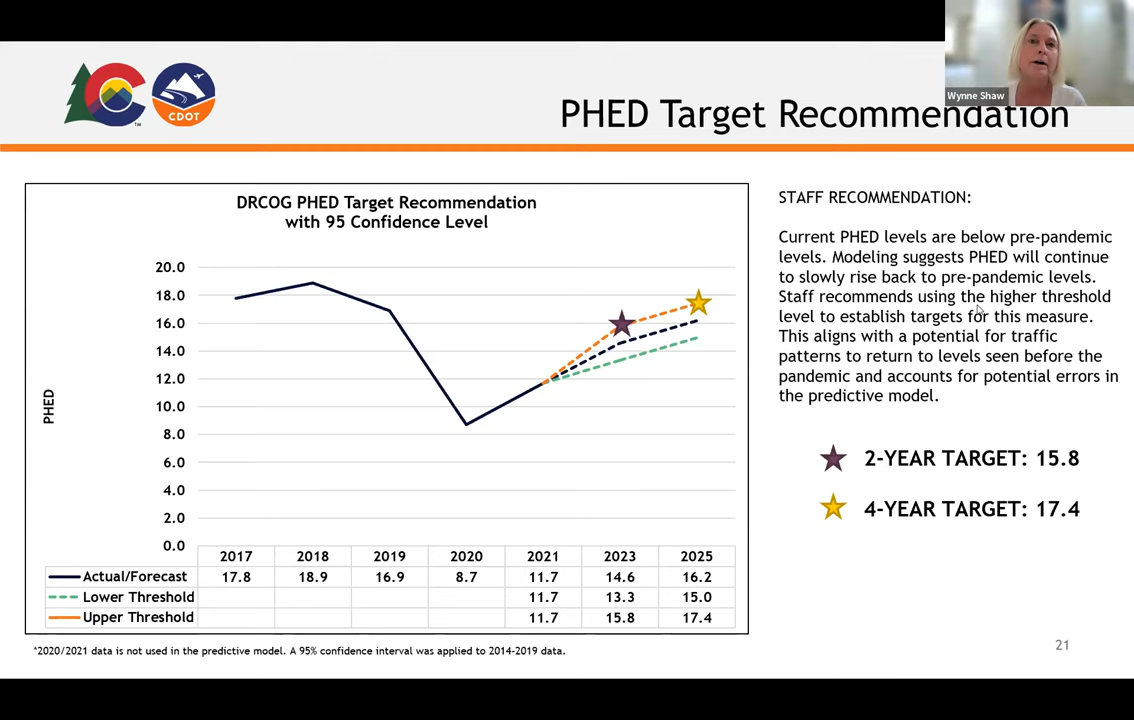 Wynne Shaw
CDOT
TM
PHED Target Recommendation
DRCOG PHED Target Recommendation
with 95 Confidence Level
PHED
20.0
18.0
16.0
14.0
12.0
10.0
8.0
6.0
4.0
2.0
0.0
2017 2018 2019 2020 2021 2023 2025
Actual/Forecast 17.8 18.9 16.9 8.7 11.7 14.6 16.2
Lower Threshold 11.7 13.3 15.0
Upper Threshold 11.7 15.8 17.4
*2020/2021 data is not used in the predictive model. A 95% confidence interval was applied to 2014-2019 data.
STAFF RECOMMENDATION:
Current PHED levels are below pre-pandemic
levels. Modeling suggests PHED will continue
to slowly rise back to pre-pandemic levels.
Staff recommends using the higher threshold
level to establish targets for this measure.
This aligns with a potential for traffic
patterns to return to levels seen before the
pandemic and accounts for potential errors in
the predictive model.
2-YEAR TARGET: 15.8
4-YEAR TARGET: 17.4
21